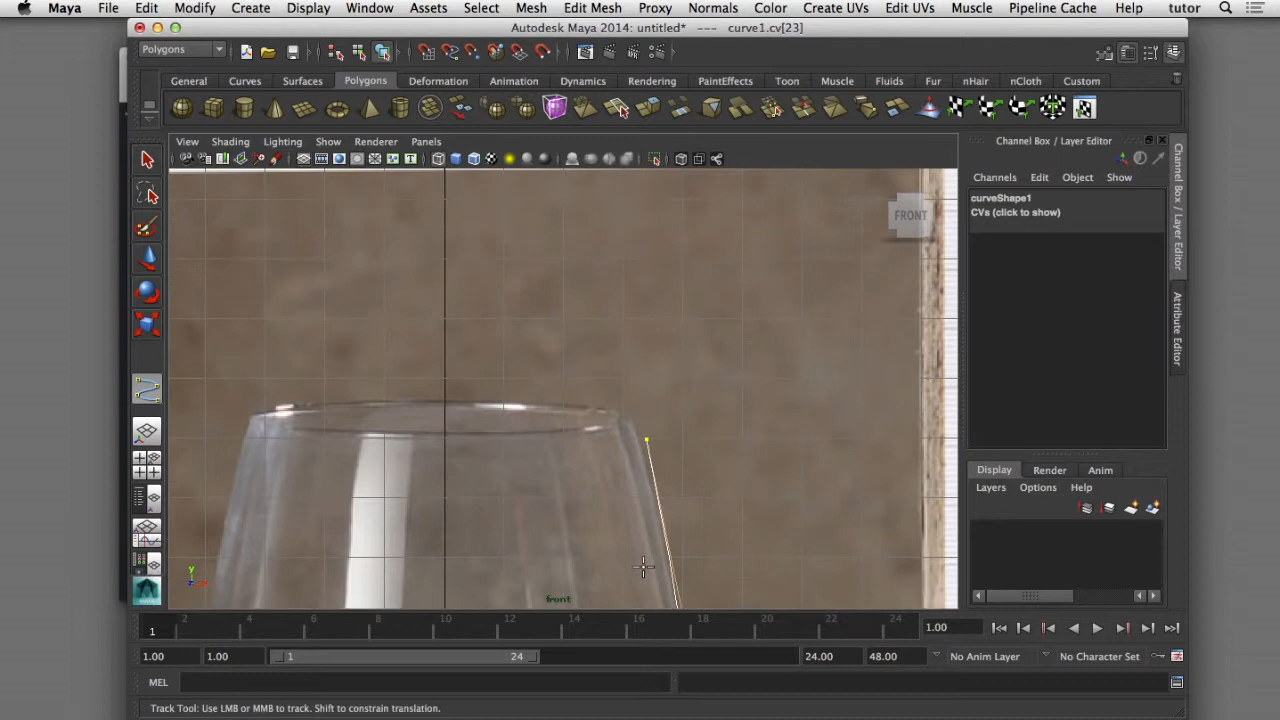 Maya File Edit Modify Create Display Window Assets Select Mesh Edit Mesh Proxy Normals Color Create UVs Edit UVs Muscle Pipeline Cache Help tutor
Autodesk Maya 2014: untitled* --- curve1.cv[23]
Polygons
General Curves Surfaces Polygons Deformation Animation Dynamics Rendering PaintEffects Toon Muscle Fluids Fur nHair nCloth Custom
View Shading Lighting Show Renderer Panels
Channel Box / Layer Editor
Channels Edit Object Show
curveShape1
CVs (click to show)
FRONT
Channel Box / Layer Editor
Attribute Editor
Display Render Anim
Layers Options Help
y
front
1 2 4 6 8 10 12 14 16 18 20 22 24
1.00
1.00 1.00 1 24 24.00 48.00 No Anim Layer No Character Set
MEL
Track Tool: Use LMB or MMB to track. Shift to constrain translation.